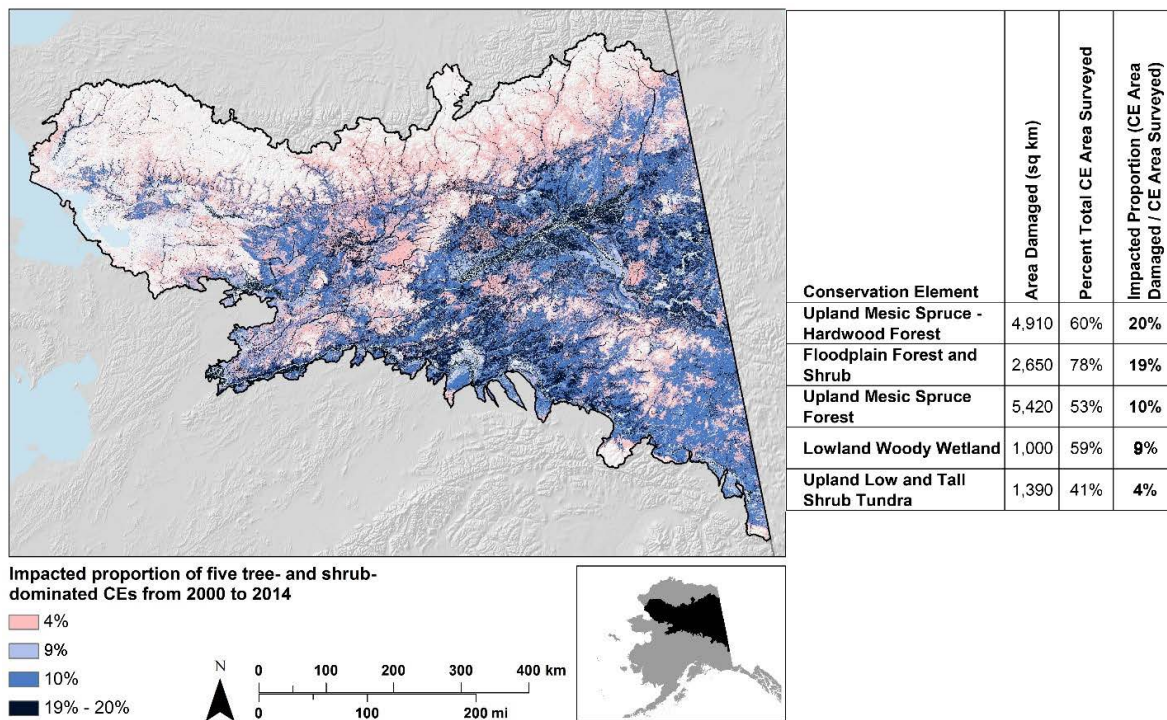 Conservation Element
Area Damaged (sq km)
Percent Total CE Area Surveyed
Impacted Proportion (CE Area
Damaged / CE Area Surveyed)
Upland Mesic Spruce -
Hardwood Forest
4,910 60% 20%
Floodplain Forest and
Shrub
2,650 78% 19%
Upland Mesic Spruce
Forest
5,420 53% 10%
Lowland Woody Wetland 1,000 59% 9%
Upland Low and Tall
Shrub Tundra
1,390 41% 4%
Impacted proportion of five tree- and shrub-
dominated CEs from 2000 to 2014
4%
9%
10%
19% - 20%
N
0 100 200 300 400 km
0 100 200 mi